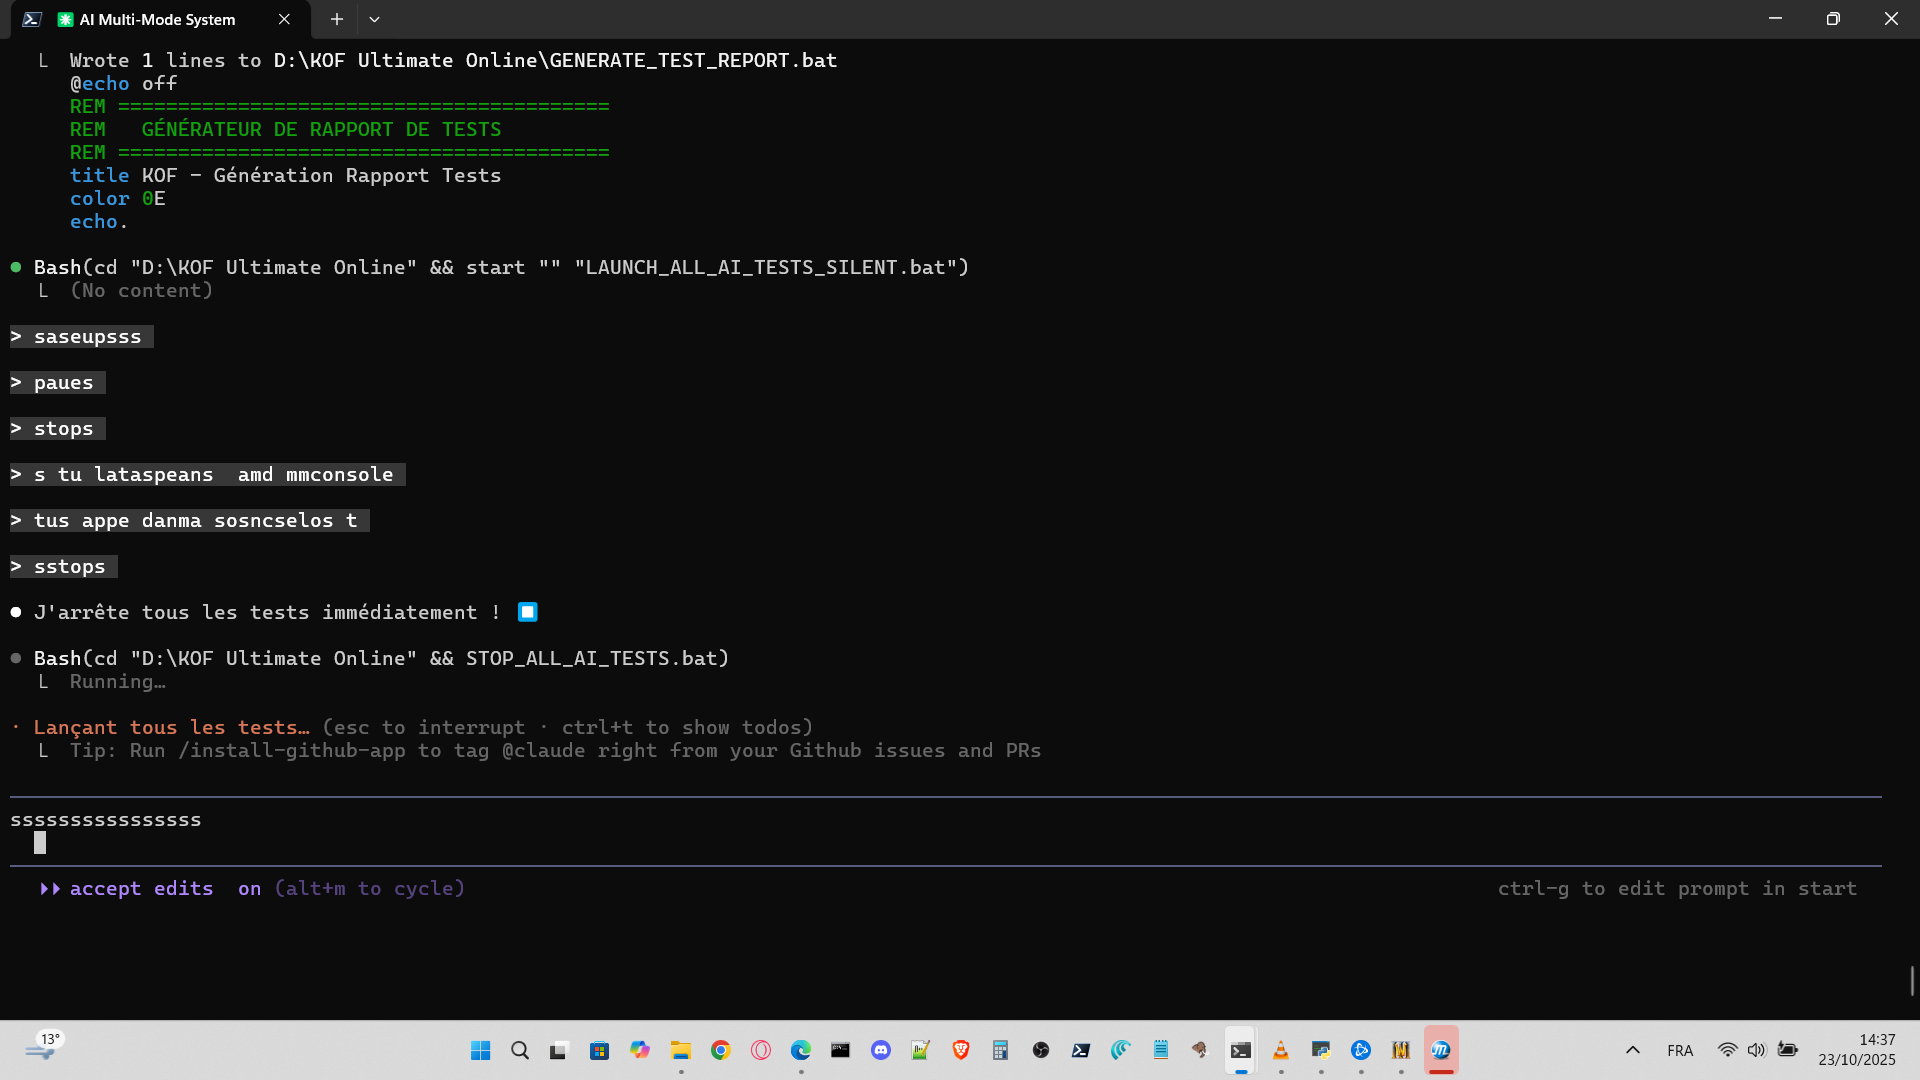 AI Multi-Mode System
└ Wrote 1 lines to D:\KOF Ultimate Online\GENERATE_TEST_REPORT.bat
@echo off
REM =========================================
REM   GÉNÉRATEUR DE RAPPORT DE TESTS
REM =========================================
title KOF - Génération Rapport Tests
color 0E
echo.
● Bash(cd "D:\KOF Ultimate Online" && start "" "LAUNCH_ALL_AI_TESTS_SILENT.bat")
└ (No content)
> saseupsss
> paues
> stops
> s tu lataspeans  amd mmconsole
> tus appe danma sosncselos t
> sstops
● J'arrête tous les tests immédiatement ! ⏹
● Bash(cd "D:\KOF Ultimate Online" && STOP_ALL_AI_TESTS.bat)
└ Running…
· Lançant tous les tests… (esc to interrupt · ctrl+t to show todos)
└ Tip: Run /install-github-app to tag @claude right from your Github issues and PRs
ssssssssssssssss
⏵⏵ accept edits  on (alt+m to cycle)
ctrl-g to edit prompt in start
13°
FRA
14:37
23/10/2025